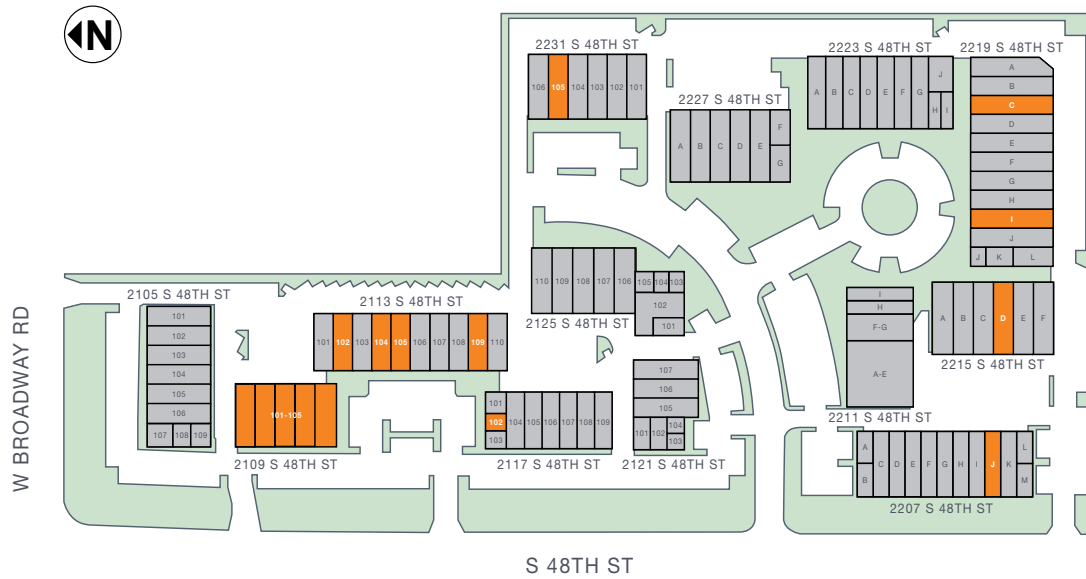 N
2231 S 48TH ST
106 105 104 103 102 101
2223 S 48TH ST
A B C D E F G J H I
2219 S 48TH ST
A
B
C
D
E
F
G
H
I
J
J K L
2227 S 48TH ST
A B C D E F
G
2105 S 48TH ST
101
102
103
104
105
106
107 108 109
2113 S 48TH ST
101 102 103 104 105 106 107 108 109 110
110 109 108 107 106 105 104 103
102
101
2125 S 48TH ST
I
H
F-G
A-E
2211 S 48TH ST
A B C D E F
2215 S 48TH ST
101-105
2109 S 48TH ST
101
102
103
104 105 106 107 108 109
2117 S 48TH ST
107
106
105
101 102 104
103
2121 S 48TH ST
A
B
C D E F G H I J K L
M
2207 S 48TH ST
W BROADWAY RD
S 48TH ST